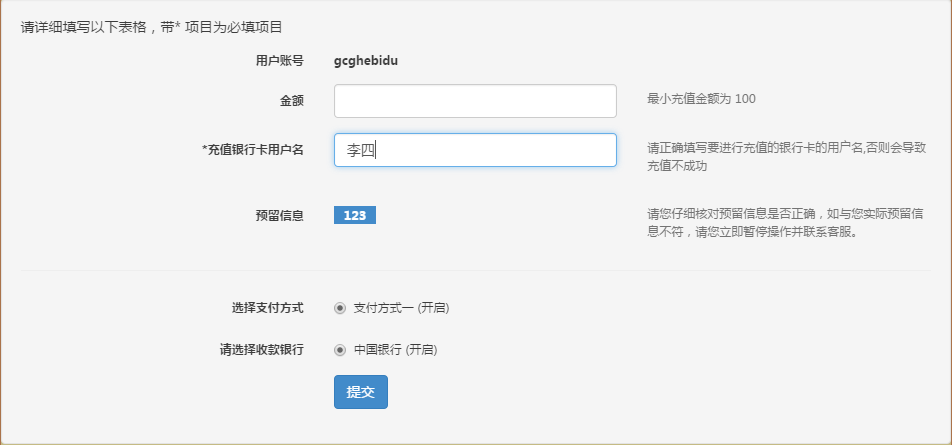 请详细填写以下表格，带* 项目为必填项目
用户账号 gcghebidu
金额 最小充值金额为 100
*充值银行卡用户名 李四 请正确填写要进行充值的银行卡的用户名,否则会导致
充值不成功
预留信息 123 请您仔细核对预留信息是否正确，如与您实际预留信
息不符，请您立即暂停操作并联系客服。
选择支付方式 支付方式一 (开启)
请选择收款银行 中国银行 (开启)
提交